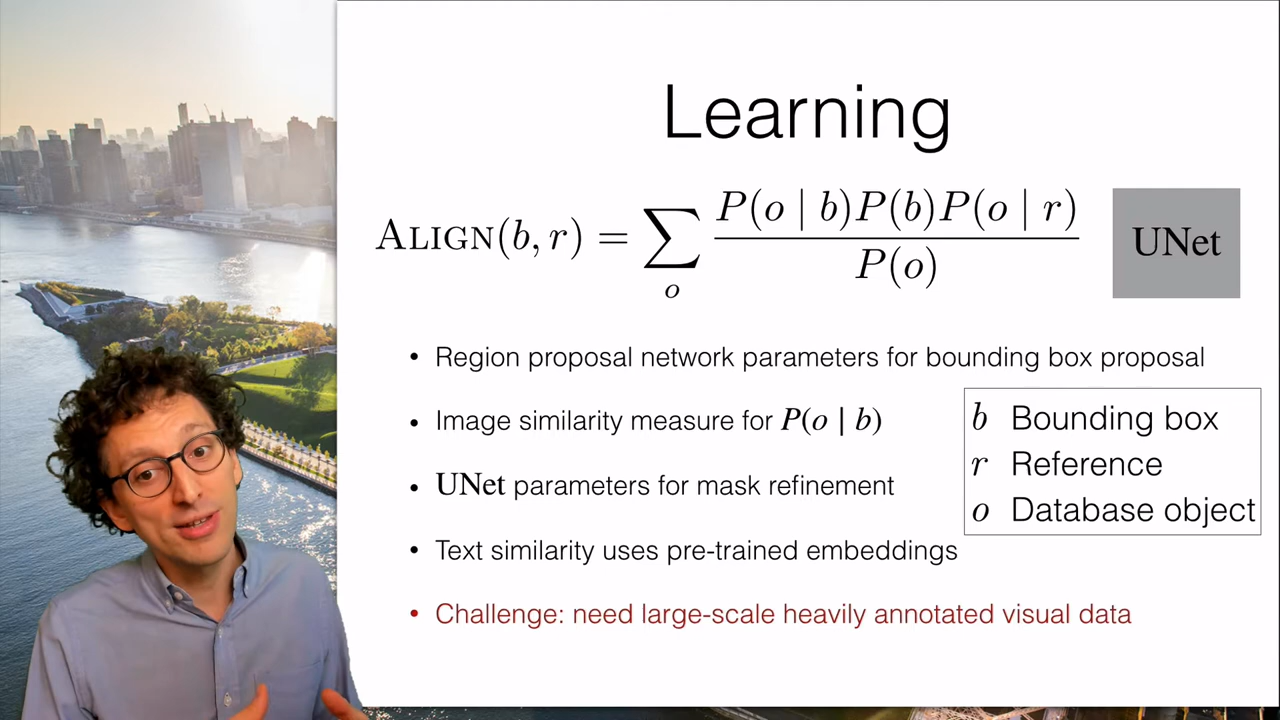 Learning
ALIGN(b, r) = ∑ₒ P(o | b)P(b)P(o | r) / P(o)
UNet
• Region proposal network parameters for bounding box proposal
• Image similarity measure for P(o | b)
• UNet parameters for mask refinement
• Text similarity uses pre-trained embeddings
• Challenge: need large-scale heavily annotated visual data
b Bounding box
r Reference
o Database object